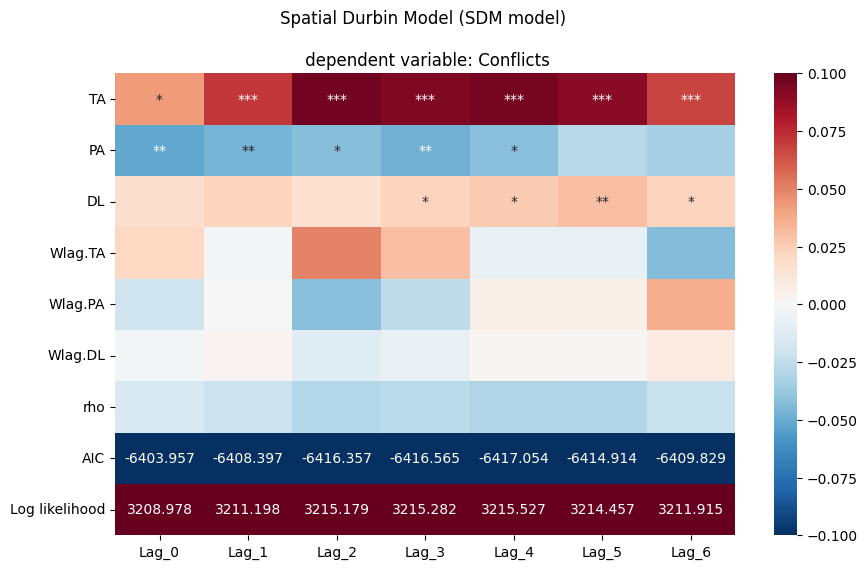 Spatial Durbin Model (SDM model)
dependent variable: Conflicts
TA * *** *** *** *** *** ***
PA ** ** * ** *
DL * * ** *
Wlag.TA
Wlag.PA
Wlag.DL
rho
AIC -6403.957 -6408.397 -6416.357 -6416.565 -6417.054 -6414.914 -6409.829
Log likelihood 3208.978 3211.198 3215.179 3215.282 3215.527 3214.457 3211.915
Lag_0 Lag_1 Lag_2 Lag_3 Lag_4 Lag_5 Lag_6
0.100
0.075
0.050
0.025
0.000
−0.025
−0.050
−0.075
−0.100